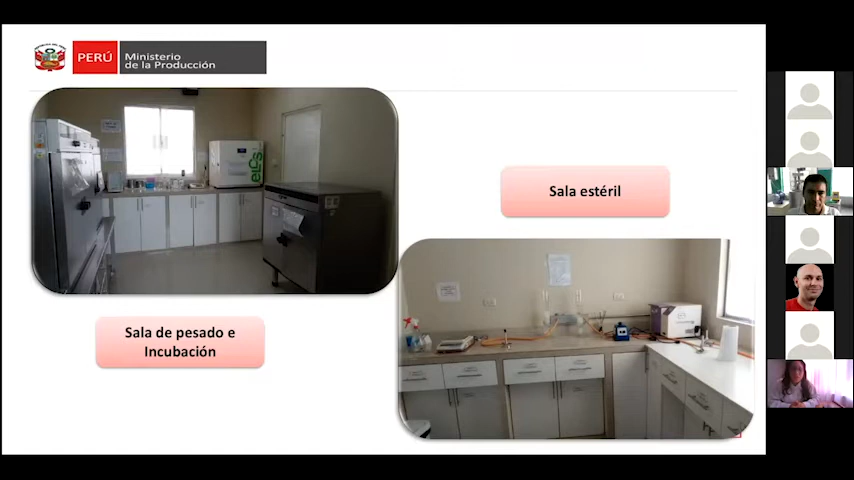 PERÚ
Ministerio
de la Producción
Sala estéril
Sala de pesado e
Incubación